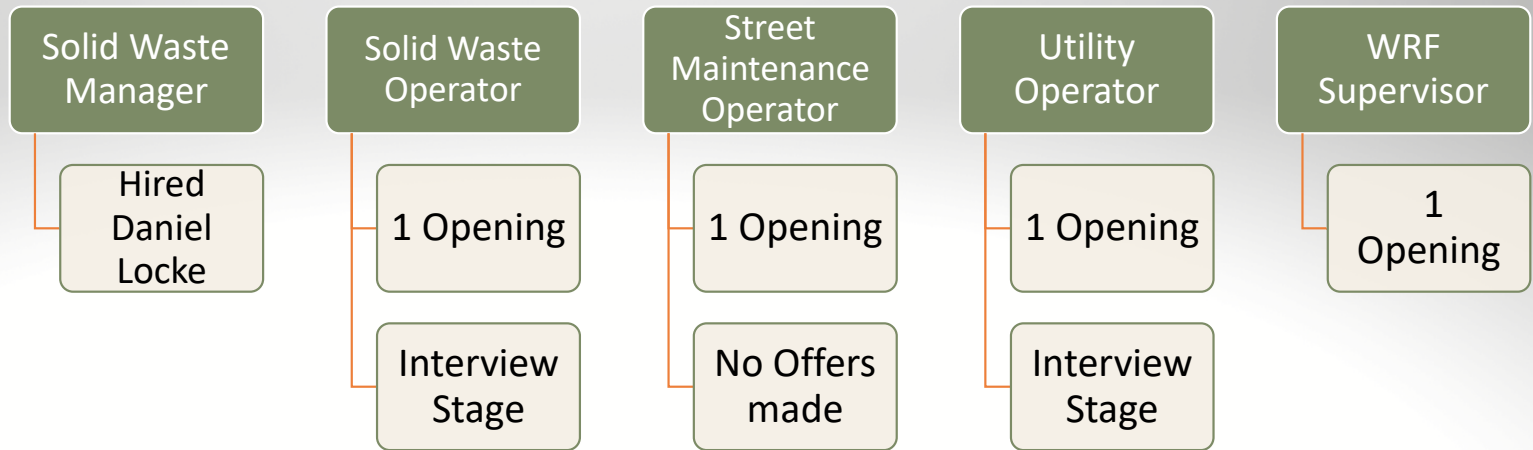 Solid Waste
Manager
Hired
Daniel
Locke
Solid Waste
Operator
1 Opening
Interview
Stage
Street
Maintenance
Operator
1 Opening
No Offers
made
Utility
Operator
1 Opening
Interview
Stage
WRF
Supervisor
1
Opening